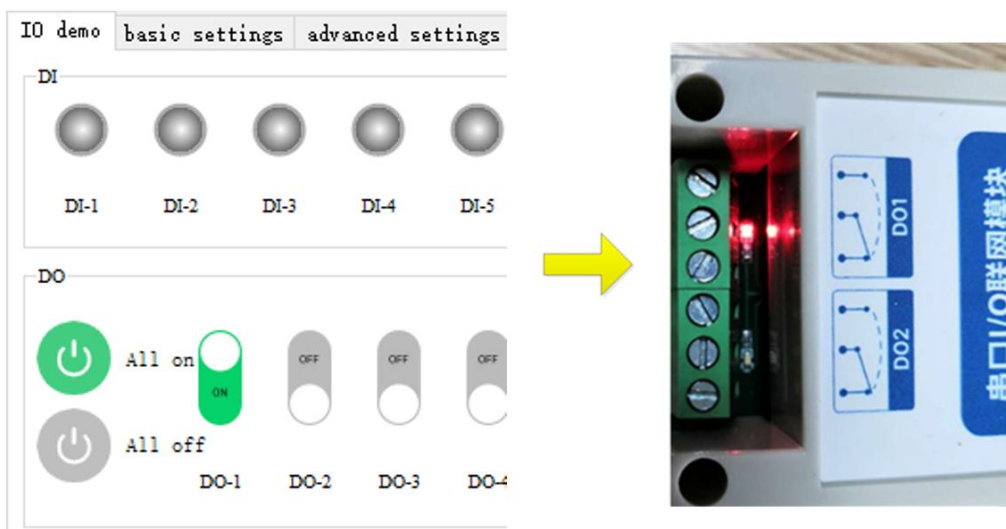 IO demo
basic settings
advanced settings
DI
DI-1
DI-2
DI-3
DI-4
DI-5
DO
All on
All off
ON
OFF
OFF
OFF
DO-1
DO-2
DO-3
DO-4
DO1
DO2
串口I/O联网模块